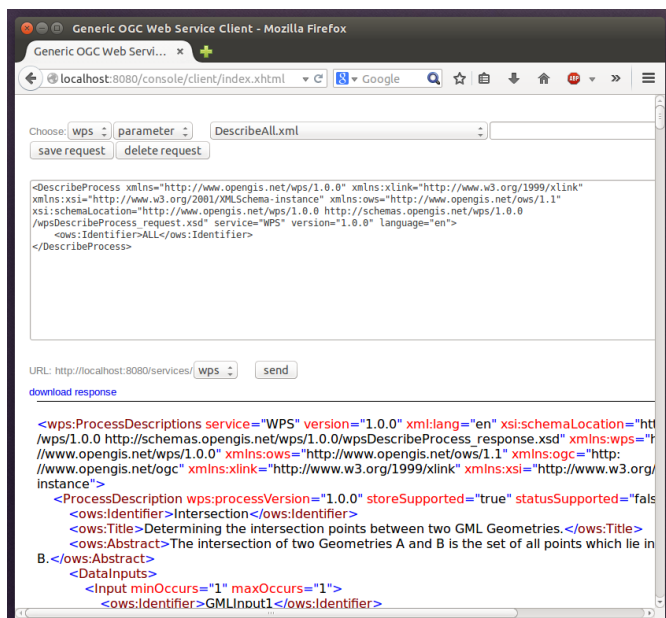 Generic OGC Web Service Client - Mozilla Firefox
Generic OGC Web Servi... ×
localhost:8080/console/client/index.xhtml Google
Choose: wps parameter DescribeAll.xml
save request delete request
<DescribeProcess xmlns="http://www.opengis.net/wps/1.0.0" xmlns:xlink="http://www.w3.org/1999/xlink"
xmlns:xsi="http://www.w3.org/2001/XMLSchema-instance" xmlns:ows="http://www.opengis.net/ows/1.1"
xsi:schemaLocation="http://www.opengis.net/wps/1.0.0 http://schemas.opengis.net/wps/1.0.0
/wpsDescribeProcess_request.xsd" service="WPS" version="1.0.0" language="en">
<ows:Identifier>ALL</ows:Identifier>
</DescribeProcess>
URL: http://localhost:8080/services/ wps send
download response
<wps:ProcessDescriptions service="WPS" version="1.0.0" xml:lang="en" xsi:schemaLocation="htt
/wps/1.0.0 http://schemas.opengis.net/wps/1.0.0/wpsDescribeProcess_response.xsd" xmlns:wps="h
//www.opengis.net/wps/1.0.0" xmlns:ows="http://www.opengis.net/ows/1.1" xmlns:ogc="http:
//www.opengis.net/ogc" xmlns:xlink="http://www.w3.org/1999/xlink" xmlns:xsi="http://www.w3.org/
instance">
<ProcessDescription wps:processVersion="1.0.0" storeSupported="true" statusSupported="fals
<ows:Identifier>Intersection</ows:Identifier>
<ows:Title>Determining the intersection points between two GML Geometries.</ows:Title>
<ows:Abstract>The intersection of two Geometries A and B is the set of all points which lie in
B.</ows:Abstract>
<DataInputs>
<Input minOccurs="1" maxOccurs="1">
<ows:Identifier>GMLInput1</ows:Identifier>